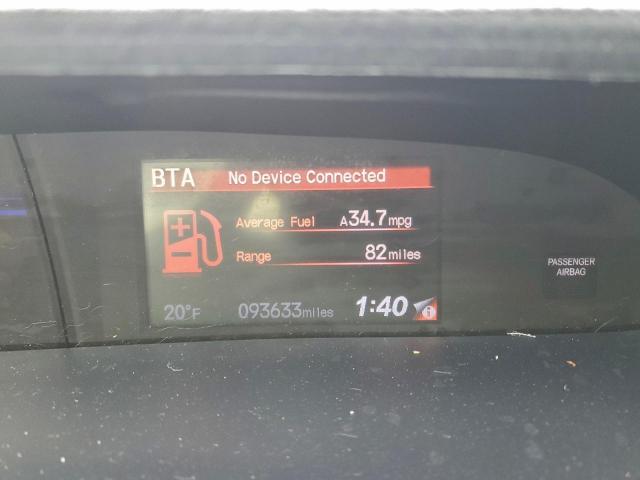 BTA No Device Connected
Average Fuel A34.7mpg
Range 82miles
20°F 093633miles 1:40 i
PASSENGER
AIRBAG